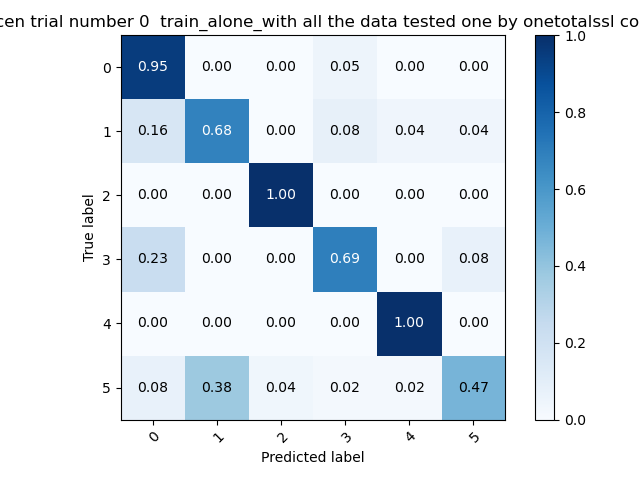 cen trial number 0 train_alone_with all the data tested one by onetotalssl co
0 0.95 0.00 0.00 0.05 0.00 0.00
1 0.16 0.68 0.00 0.08 0.04 0.04
2 0.00 0.00 1.00 0.00 0.00 0.00
3 0.23 0.00 0.00 0.69 0.00 0.08
4 0.00 0.00 0.00 0.00 1.00 0.00
5 0.08 0.38 0.04 0.02 0.02 0.47
0 1 2 3 4 5
True label
Predicted label
1.0
0.8
0.6
0.4
0.2
0.0